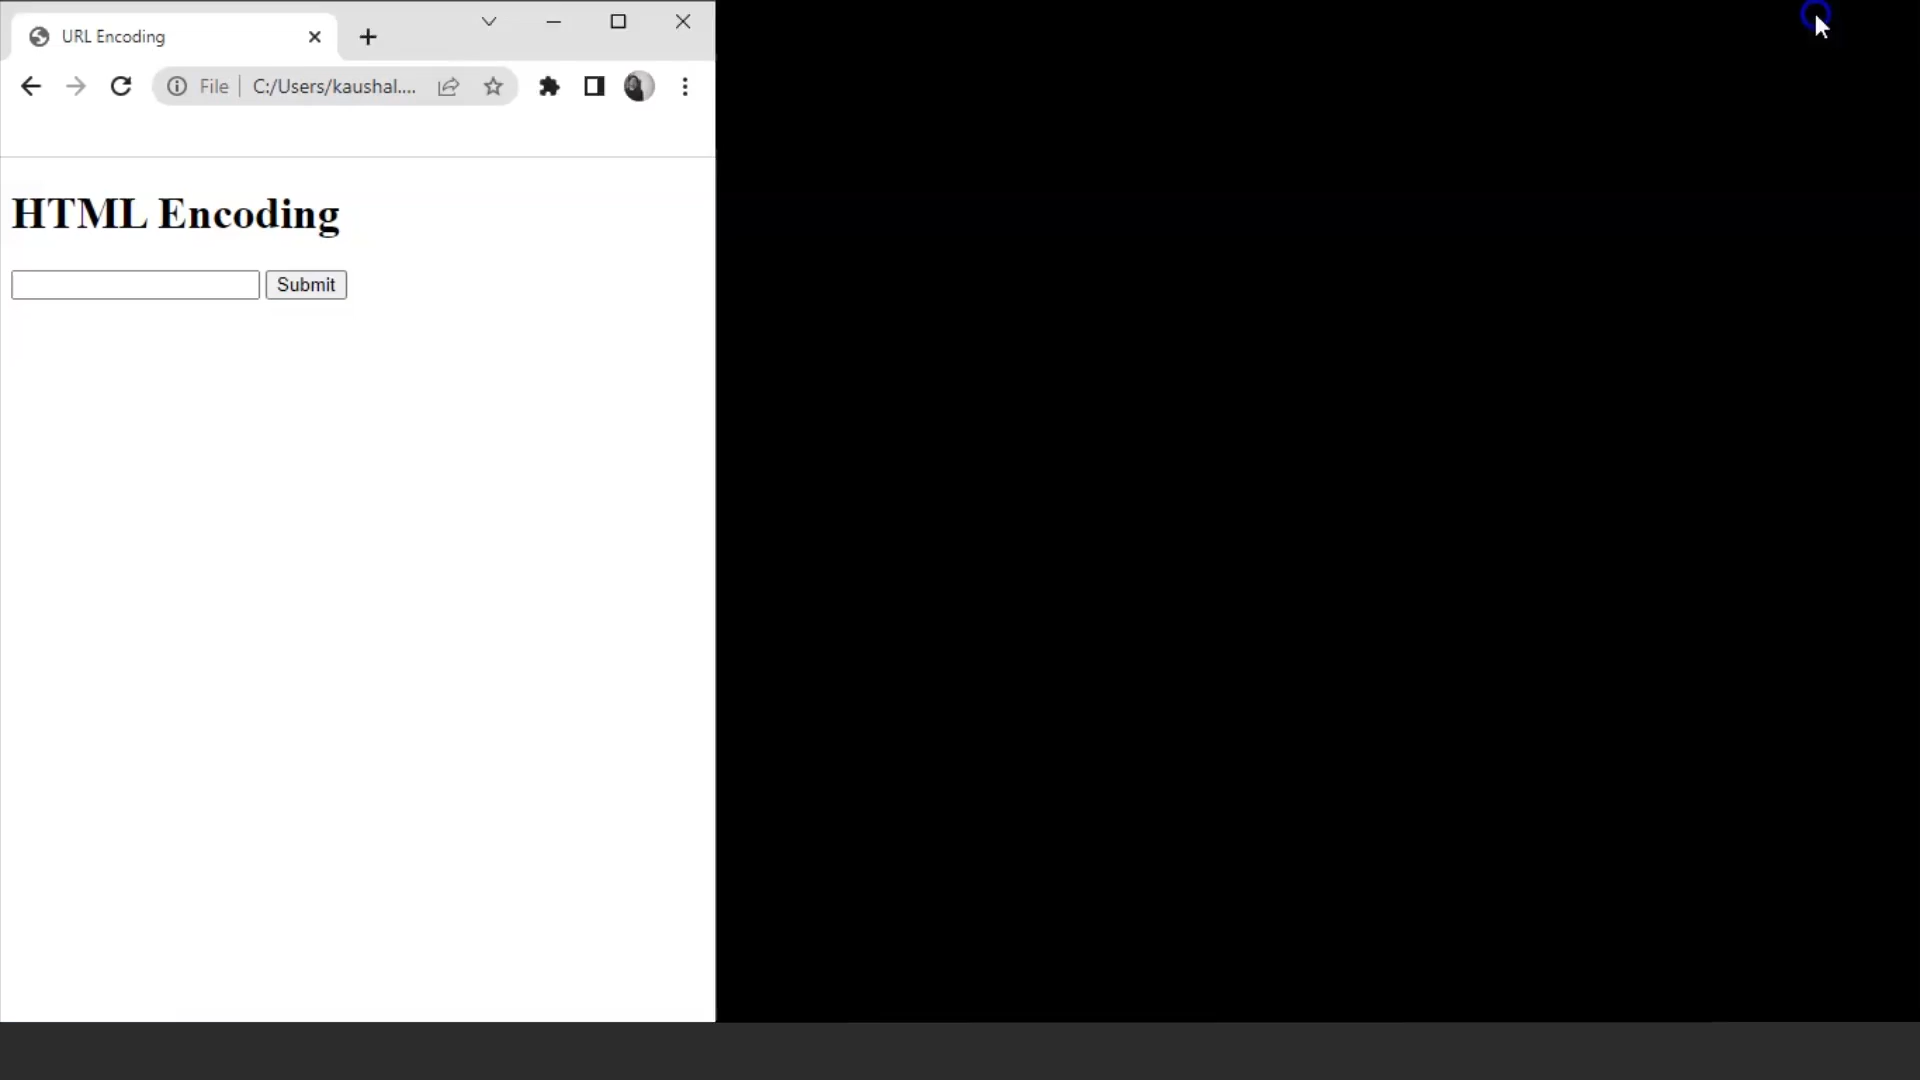 URL Encoding
File
C:/Users/kaushal....
HTML Encoding
Submit